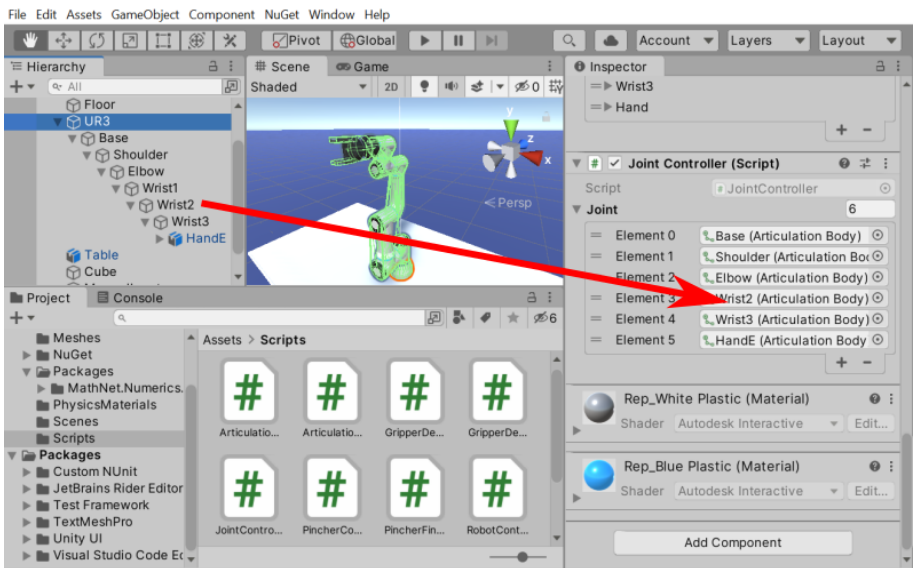 File Edit Assets GameObject Component NuGet Window Help
Pivot Global Account Layers Layout
Hierarchy
All
Floor
UR3
Base
Shoulder
Elbow
Wrist1
Wrist2
Wrist3
HandE
Table
Cube
# Scene Game
Shaded 2D 0
y
z
x
Persp
Inspector
Wrist3
Hand
+ −
# Joint Controller (Script)
Script # JointController
Joint 6
Element 0 Base (Articulation Body)
Element 1 Shoulder (Articulation Boc
Element 2 Elbow (Articulation Body)
Element 3 Wrist2 (Articulation Body)
Element 4 Wrist3 (Articulation Body)
Element 5 HandE (Articulation Body
+ −
Rep_White Plastic (Material)
Shader Autodesk Interactive Edit...
Rep_Blue Plastic (Material)
Shader Autodesk Interactive Edit...
Add Component
Project Console
6
Meshes
NuGet
Packages
MathNet.Numerics.
PhysicsMaterials
Scenes
Scripts
Packages
Custom NUnit
JetBrains Rider Editor
Test Framework
TextMeshPro
Unity UI
Visual Studio Code Ec
Assets > Scripts
# # # #
Articulatio... Articulatio... GripperDe... GripperDe...
# # # #
JointContro... PincherCo... PincherFin... RobotCont...